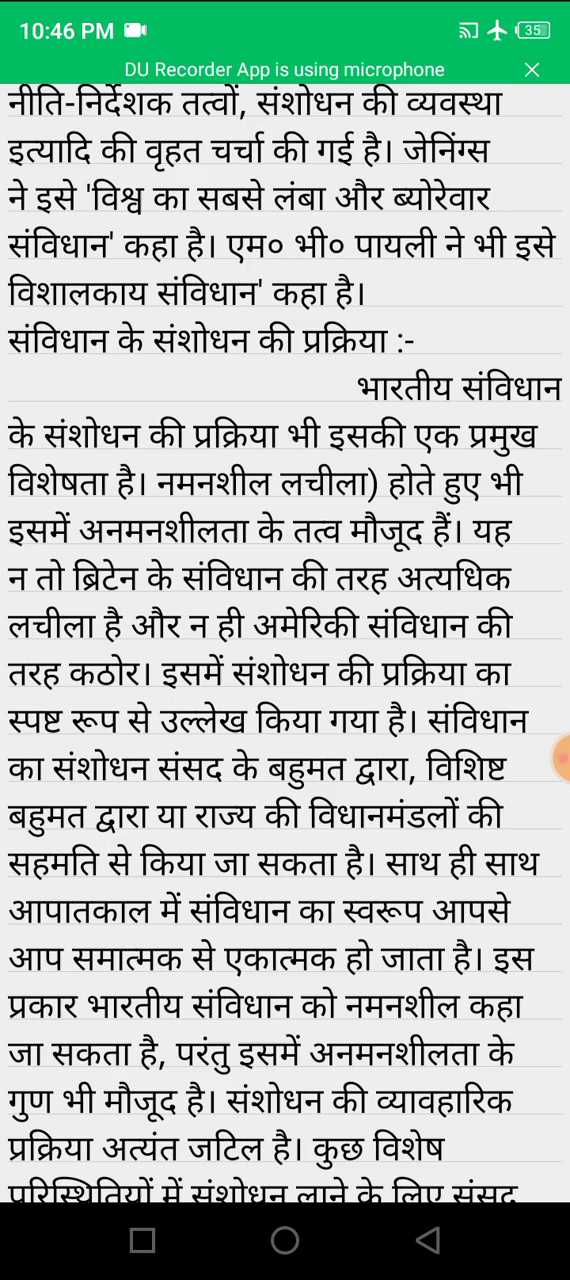 10:46 PM
35
DU Recorder App is using microphone
नीति-निर्देशक तत्वों, संशोधन की व्यवस्था
इत्यादि की वृहत चर्चा की गई है। जेनिंग्स
ने इसे 'विश्व का सबसे लंबा और ब्योरेवार
संविधान' कहा है। एम० भी० पायली ने भी इसे
विशालकाय संविधान' कहा है।
संविधान के संशोधन की प्रक्रिया :-
भारतीय संविधान
के संशोधन की प्रक्रिया भी इसकी एक प्रमुख
विशेषता है। नमनशील लचीला) होते हुए भी
इसमें अनमनशीलता के तत्व मौजूद हैं। यह
न तो ब्रिटेन के संविधान की तरह अत्यधिक
लचीला है और न ही अमेरिकी संविधान की
तरह कठोर। इसमें संशोधन की प्रक्रिया का
स्पष्ट रूप से उल्लेख किया गया है। संविधान
का संशोधन संसद के बहुमत द्वारा, विशिष्ट
बहुमत द्वारा या राज्य की विधानमंडलों की
सहमति से किया जा सकता है। साथ ही साथ
आपातकाल में संविधान का स्वरूप आपसे
आप समात्मक से एकात्मक हो जाता है। इस
प्रकार भारतीय संविधान को नमनशील कहा
जा सकता है, परंतु इसमें अनमनशीलता के
गुण भी मौजूद है। संशोधन की व्यावहारिक
प्रक्रिया अत्यंत जटिल है। कुछ विशेष
परिस्थितियों में संशोधन लाने के लिए संसद